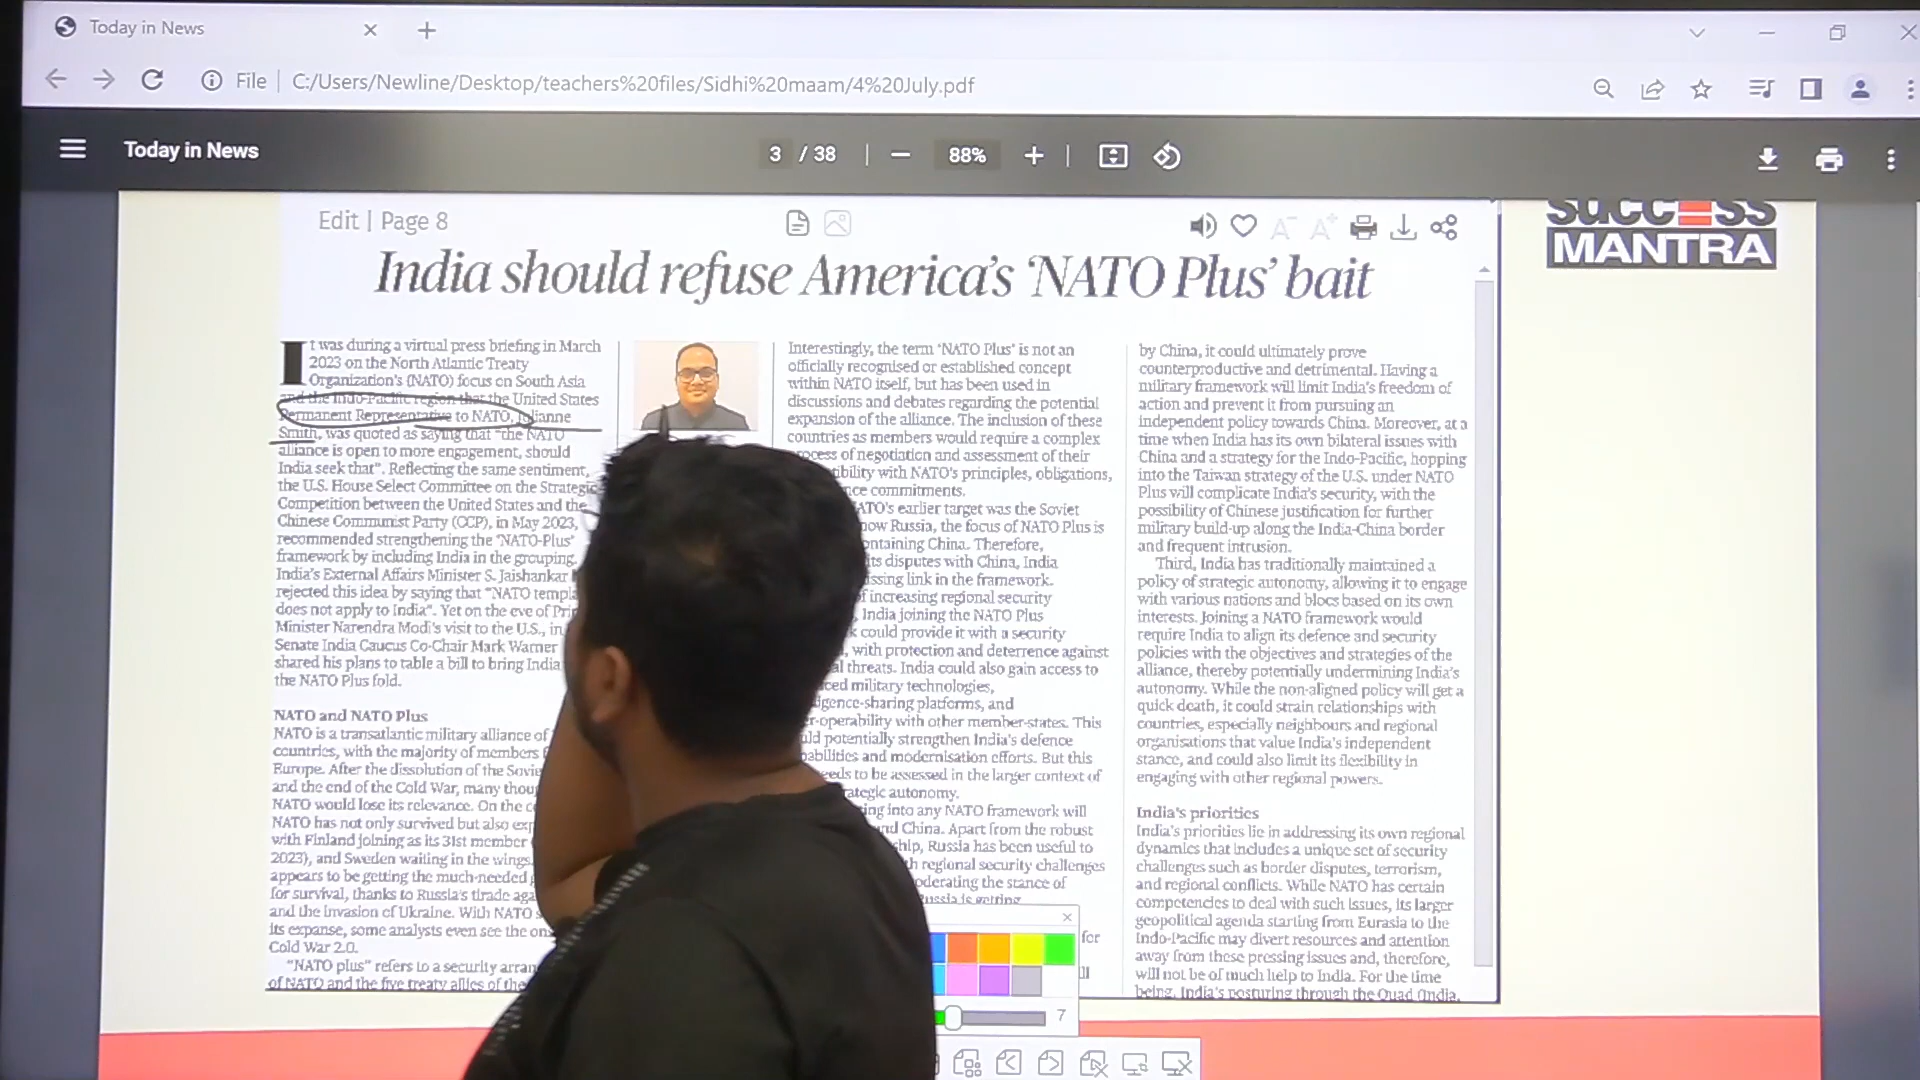 Today in News
File
C:/Users/Newline/Desktop/teachers%20files/Sidhi%20maam/4%20July.pdf
Today in News
3 / 38
88%
Edit | Page 8
SUCCESS
MANTRA
India should refuse America's 'NATO Plus' bait
It was during a virtual press briefing in March
2023 on the North Atlantic Treaty
Organization's (NATO) focus on South Asia
and the Indo-Pacific region that the United States
Permanent Representative to NATO, Julianne
Smith, was quoted as saying that "the NATO
alliance is open to more engagement, should
India seek that". Reflecting the same sentiment,
the U.S. House Select Committee on the Strategic
Competition between the United States and the
Chinese Communist Party (CCP), in May 2023,
recommended strengthening the 'NATO-Plus'
framework by including India in the grouping.
India's External Affairs Minister S. Jaishankar
rejected this idea by saying that "NATO
does not apply to India". Yet on the eve of
Minister Narendra Modi's visit to the U.S., in
Senate India Caucus Co-Chair Mark Warner
shared his plans to table a bill to bring India
the NATO Plus fold.
NATO and NATO Plus
NATO is a transatlantic military alliance of
countries, with the majority of members
Europe. After the dissolution of the
and the end of the Cold War, many
NATO would lose its relevance. On the
NATO has not only survived but also
with Finland joining as its 31st member
2023), and Sweden waiting in the wings.
appears to be getting the much-needed
for survival, thanks to Russia's tirade
and the invasion of Ukraine. With NATO
its expanse, some analysts even see the
Cold War 2.0.
"NATO plus" refers to a security
of NATO and the five treaty allies of the
Interestingly, the term 'NATO Plus' is not an
officially recognised or established concept
within NATO itself, but has been used in
discussions and debates regarding the potential
expansion of the alliance. The inclusion of these
countries as members would require a complex
of negotiation and assessment of their
with NATO's principles, obligations,
commitments.
earlier target was the Soviet
now Russia, the focus of NATO Plus is
China. Therefore,
its disputes with China, India
link in the framework.
of increasing regional security
India joining the NATO Plus
could provide it with a security
, with protection and deterrence against
threats. India could also gain access to
military technologies,
platforms, and
with other member-states. This
potentially strengthen India's defence
and modernisation efforts. But this
to be assessed in the larger context of
autonomy.
into any NATO framework will
and China. Apart from the robust
Russia has been useful to
regional security challenges
the stance of
Russia is getting
for
by China, it could ultimately prove
counterproductive and detrimental. Having a
military framework will limit India's freedom of
action and prevent it from pursuing an
independent policy towards China. Moreover, at a
time when India has its own bilateral issues with
China and a strategy for the Indo-Pacific, hopping
into the Taiwan strategy of the U.S. under NATO
Plus will complicate India's security, with the
possibility of Chinese justification for further
military build-up along the India-China border
and frequent intrusion.
Third, India has traditionally maintained a
policy of strategic autonomy, allowing it to engage
with various nations and blocs based on its own
interests. Joining a NATO framework would
require India to align its defence and security
policies with the objectives and strategies of the
alliance, thereby potentially undermining India's
autonomy. While the non-aligned policy will get a
quick death, it could strain relationships with
countries, especially neighbours and regional
organisations that value India's independent
stance, and could also limit its flexibility in
engaging with other regional powers.
India's priorities
India's priorities lie in addressing its own regional
dynamics that includes a unique set of security
challenges such as border disputes, terrorism,
and regional conflicts. While NATO has certain
competencies to deal with such issues, its larger
geopolitical agenda starting from Eurasia to the
Indo-Pacific may divert resources and attention
away from these pressing issues and, therefore,
will not be of much help to India. For the time
being, India's posturing through the Quad (India,
7